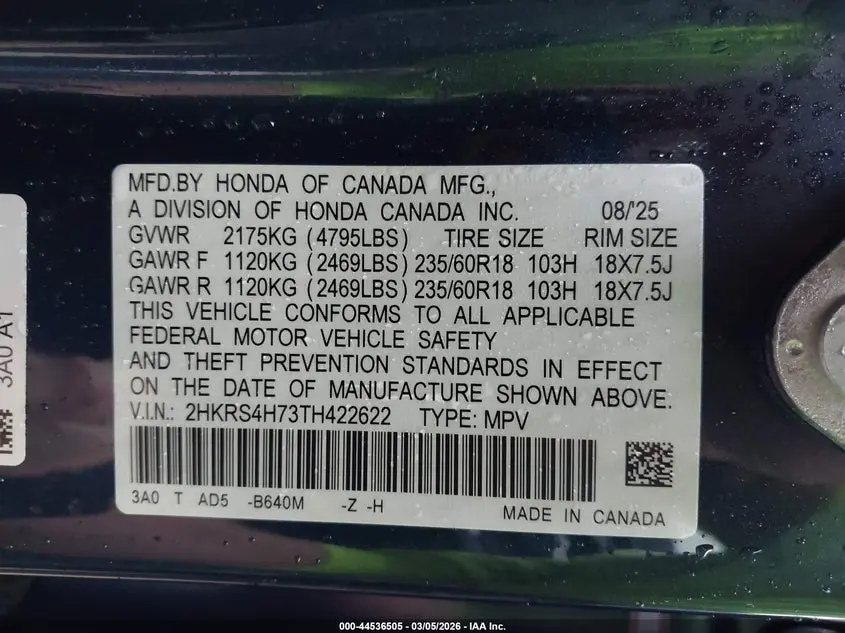 MFD.BY HONDA OF CANADA MFG.,
A DIVISION OF HONDA CANADA INC. 08/'25
GVWR 2175KG (4795LBS) TIRE SIZE RIM SIZE
GAWR F 1120KG (2469LBS) 235/60R18 103H 18X7.5J
GAWR R 1120KG (2469LBS) 235/60R18 103H 18X7.5J
THIS VEHICLE CONFORMS TO ALL APPLICABLE
FEDERAL MOTOR VEHICLE SAFETY
AND THEFT PREVENTION STANDARDS IN EFFECT
ON THE DATE OF MANUFACTURE SHOWN ABOVE.
V.I.N.: 2HKRS4H73TH422622 TYPE: MPV
3A0 T AD5 -B640M -Z -H
MADE IN CANADA
3A0 A1
000-44536505 - 03/05/2026 - IAA Inc.